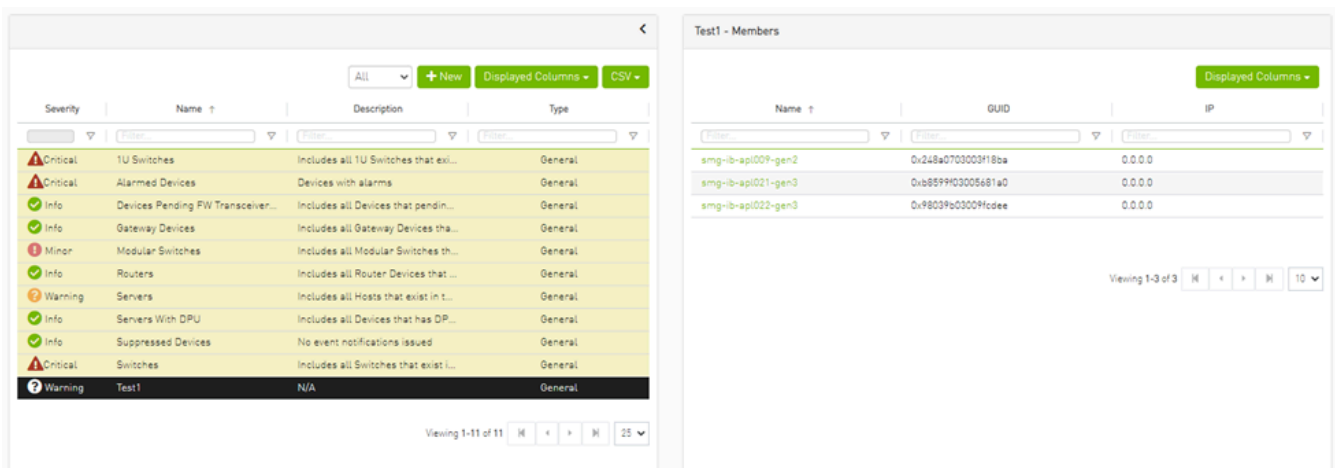 Test1 - Members
All
+ New
Displayed Columns
CSV
Severity Name ↑ Description Type
Filter... Filter... Filter...
Critical 1U Switches Includes all 1U Switches that exi... General
Critical Alarmed Devices Devices with alarms General
Info Devices Pending FW Transceiver... Includes all Devices that pendin... General
Info Gateway Devices Includes all Gateway Devices tha... General
Minor Modular Switches Includes all Modular Switches th... General
Info Routers Includes all Router Devices that ... General
Warning Servers Includes all Hosts that exist in t... General
Info Servers With DPU Includes all Devices that has DP... General
Info Suppressed Devices No event notifications issued General
Critical Switches Includes all Switches that exist i... General
Warning Test1 N/A General
Viewing 1-11 of 11 25
Displayed Columns
Name ↑ GUID IP
Filter... Filter... Filter...
smg-ib-apl009-gen2 0x248a0703003f18ba 0.0.0.0
smg-ib-apl021-gen3 0xb8599f03005681a0 0.0.0.0
smg-ib-apl022-gen3 0x98039b03009fcdee 0.0.0.0
Viewing 1-3 of 3 10